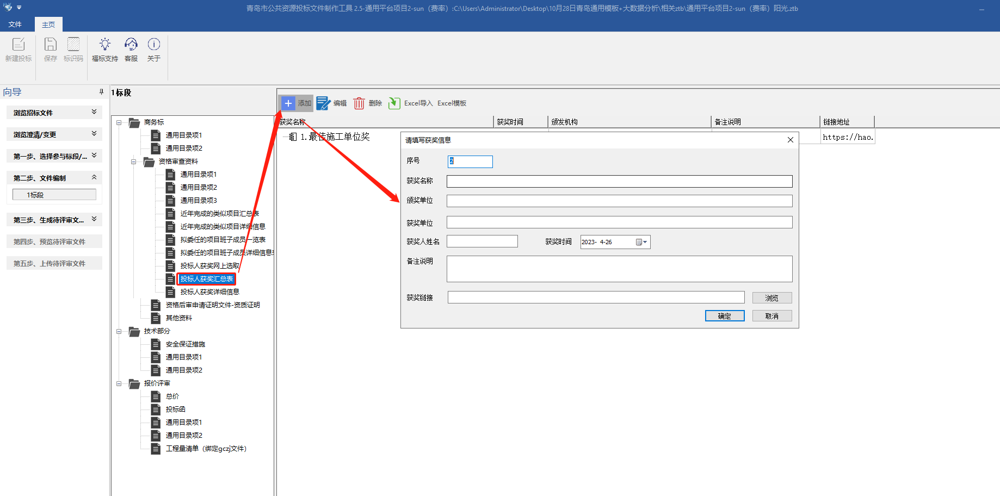 青岛市公共资源投标文件制作工具 2.5-通用平台项目2-sun（费率）:C:\Users\Administrator\Desktop\10月28日青岛通用模板+大数据分析\相关ztb\通用平台项目2-sun（费率）阳光.ztb
文件
主页
新建投标
保存
标识码
福标支持
客服
关于
向导
浏览招标文件
浏览澄清/变更
第一步、选择参与标段/...
第二步、文件编制
1标段
第三步、生成待评审文...
第四步、预览待评审文件
第五步、上传待评审文件
1标段
商务标
通用目录项1
通用目录项2
资格审查资料
通用目录项1
通用目录项2
通用目录项3
近年完成的类似项目汇总表
近年完成的类似项目详细信息
拟委任的项目班子成员一览表
拟委任的项目班子成员详细信息表
投标人获奖网上选取
投标人获奖汇总表
投标人获奖详细信息
资格后审申请证明文件-资质证明
其他资料
技术部分
安全保证措施
通用目录项1
通用目录项2
报价评审
总价
投标函
通用目录项1
通用目录项2
工程量清单（绑定gczj文件）
添加
编辑
删除
Excel导入
Excel模板
获奖名称
获奖时间
颁发机构
备注说明
链接地址
1.最佳施工单位奖
https://hao.
请填写获奖信息
序号
2
获奖名称
颁奖单位
获奖单位
获奖人姓名
获奖时间
2023- 4-26
备注说明
获奖链接
浏览
确定
取消